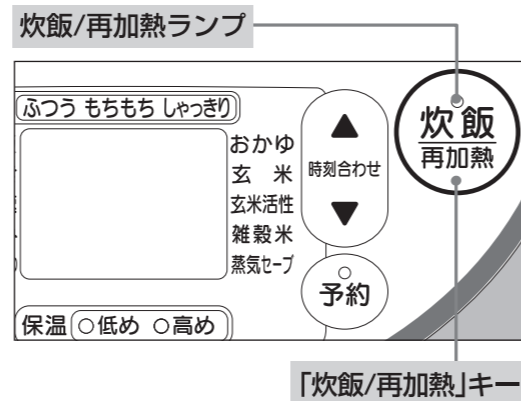 炊飯/再加熱ランプ
ふつう もちもち しゃっきり
炊飯
再加熱
おかゆ
玄米
玄米活性
雑穀米
蒸気セーブ
時刻合わせ
予約
保温 低め 高め
「炊飯/再加熱」キー